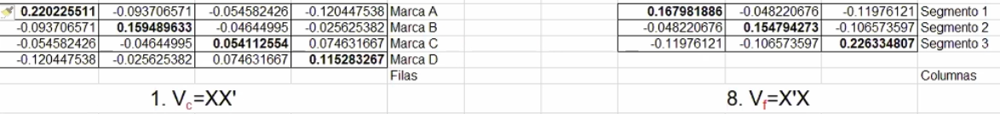 0.220225511 -0.093706571 -0.054582426 -0.120447538 Marca A 0.167981886 -0.048220676 -0.11976121 Segmento 1
-0.093706571 0.159489633 -0.04644995 -0.025625382 Marca B -0.048220676 0.154794273 -0.106573597 Segmento 2
-0.054582426 -0.04644995 0.054112554 0.074631667 Marca C -0.11976121 -0.106573597 0.226334807 Segmento 3
-0.120447538 -0.025625382 0.074631667 0.115283267 Marca D
Filas Columnas
1. Vc=XX' 8. Vf=X'X